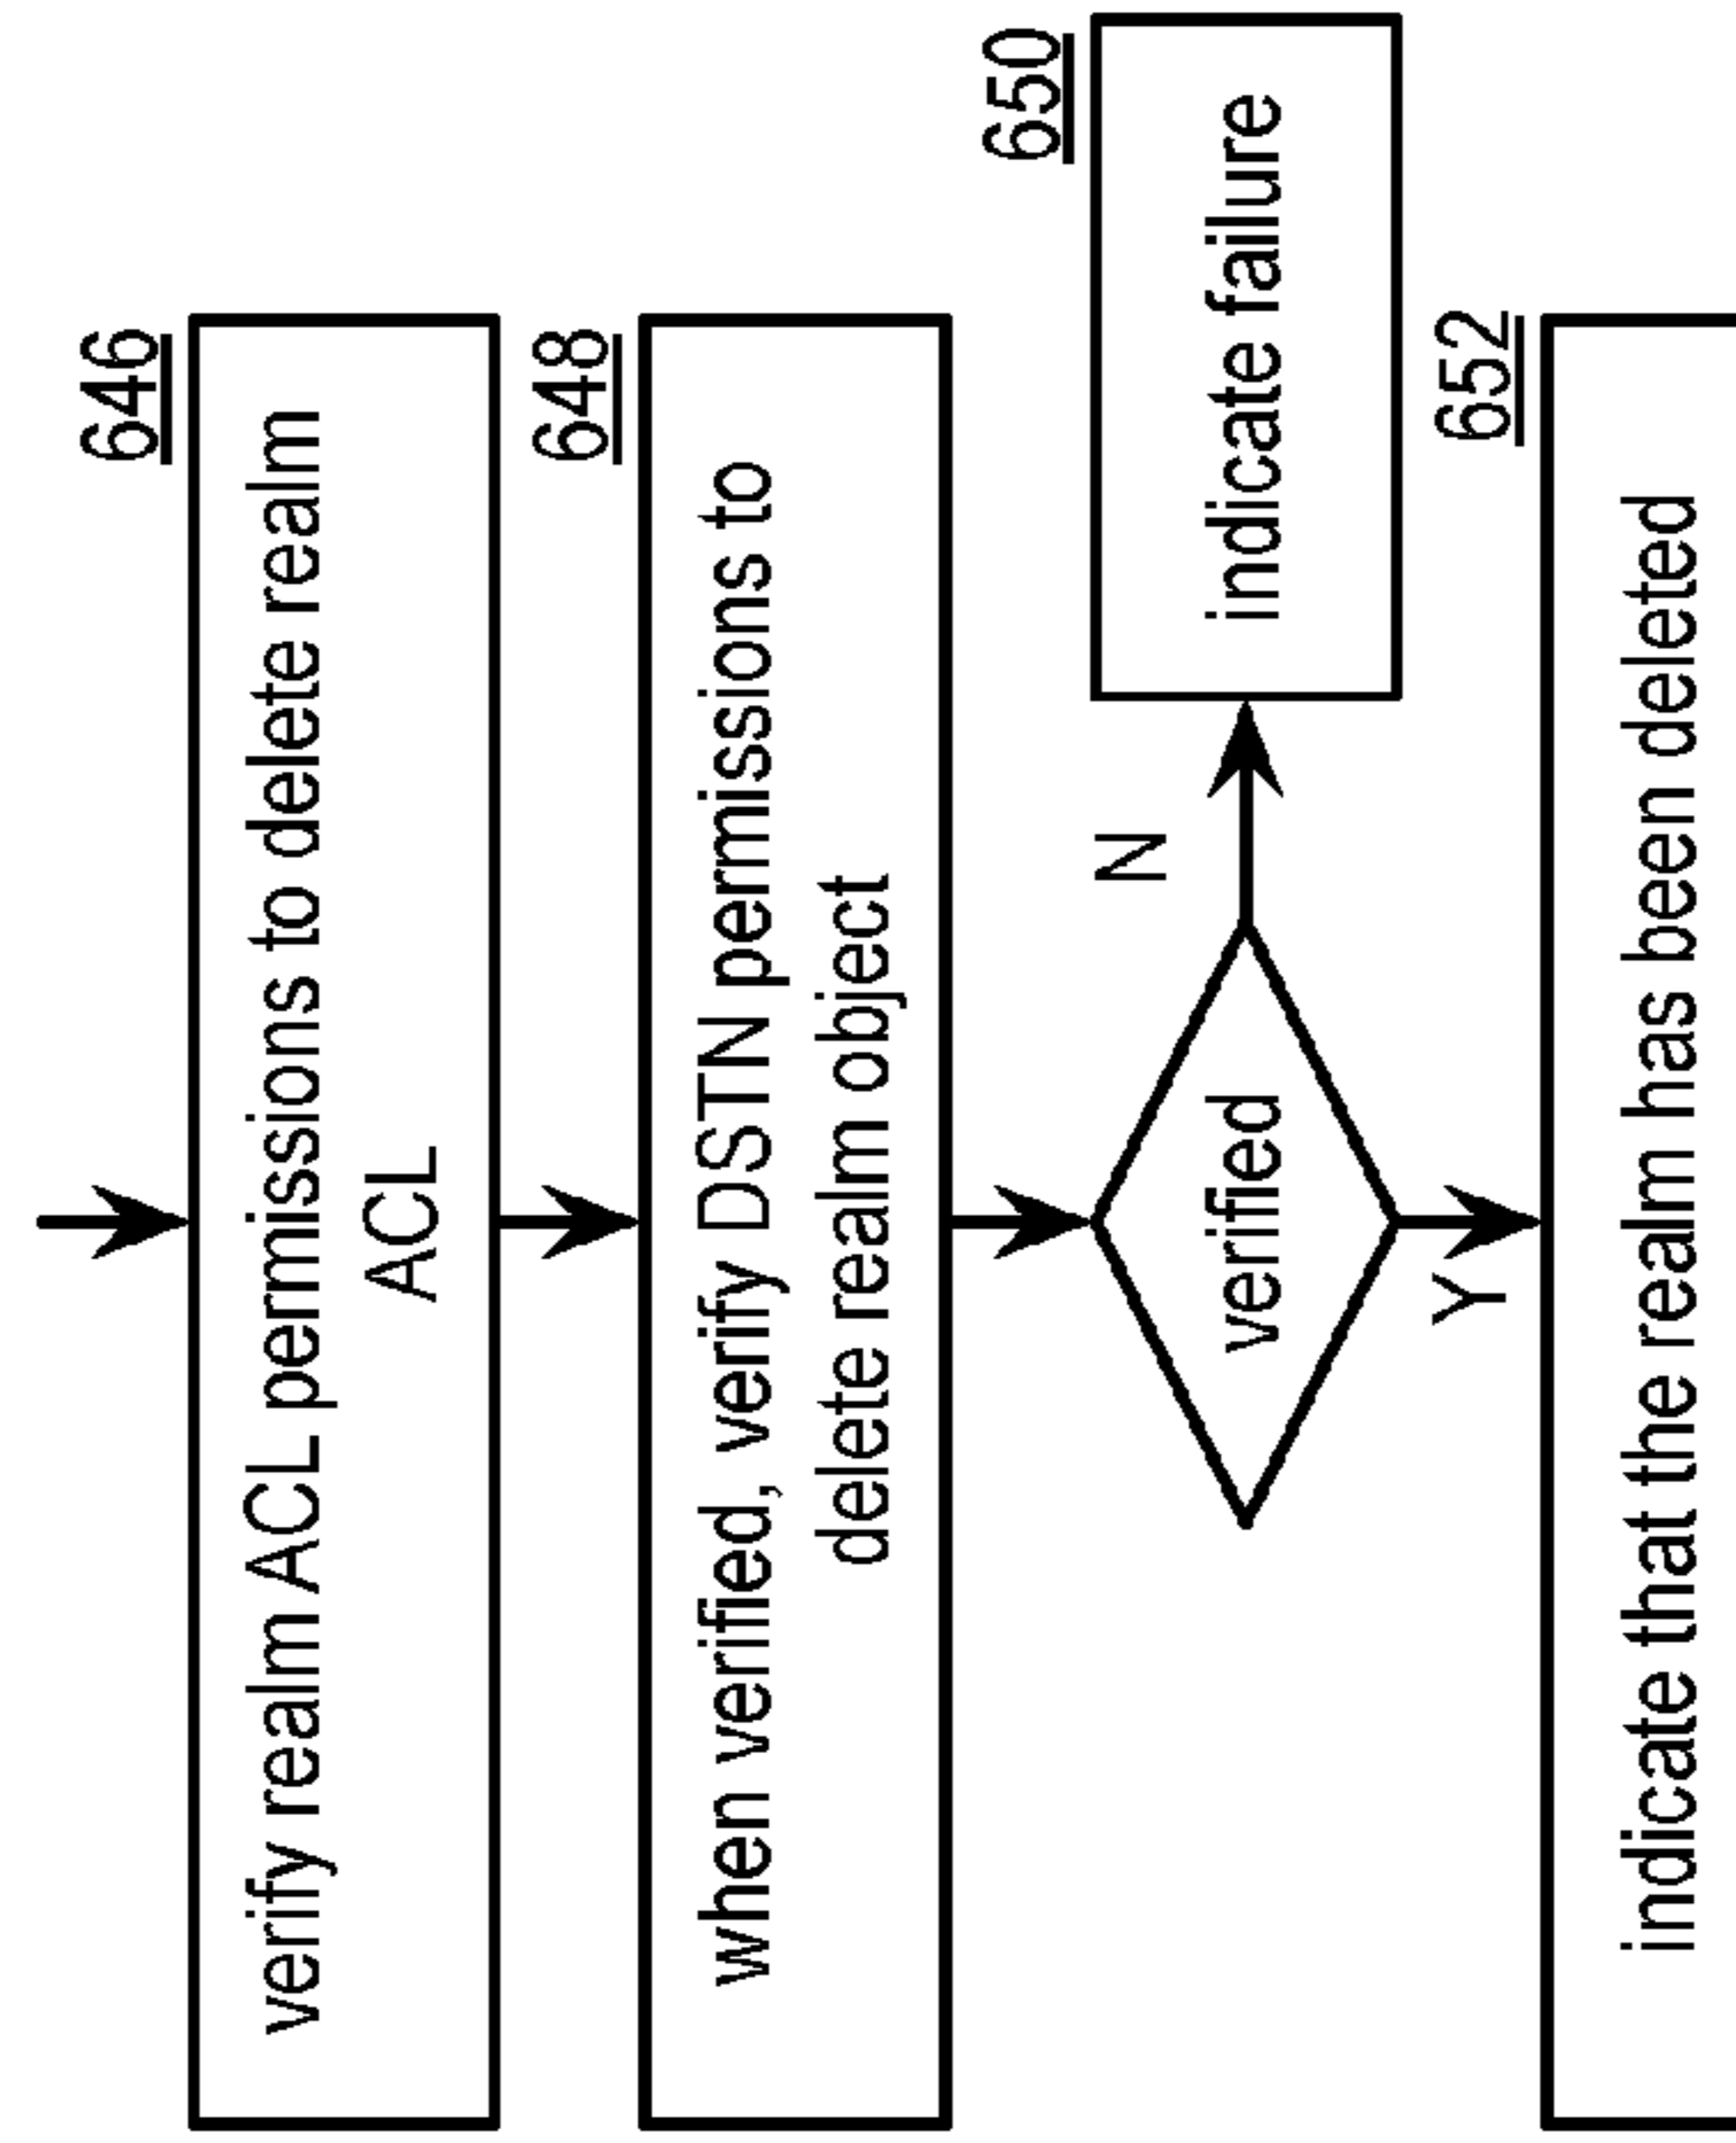 646
verify realm ACL permissions to delete realm
ACL
648
when verified, verify DSTN permissions to
delete realm object
verified
N
650
indicate failure
Y
652
indicate that the realm has been deleted